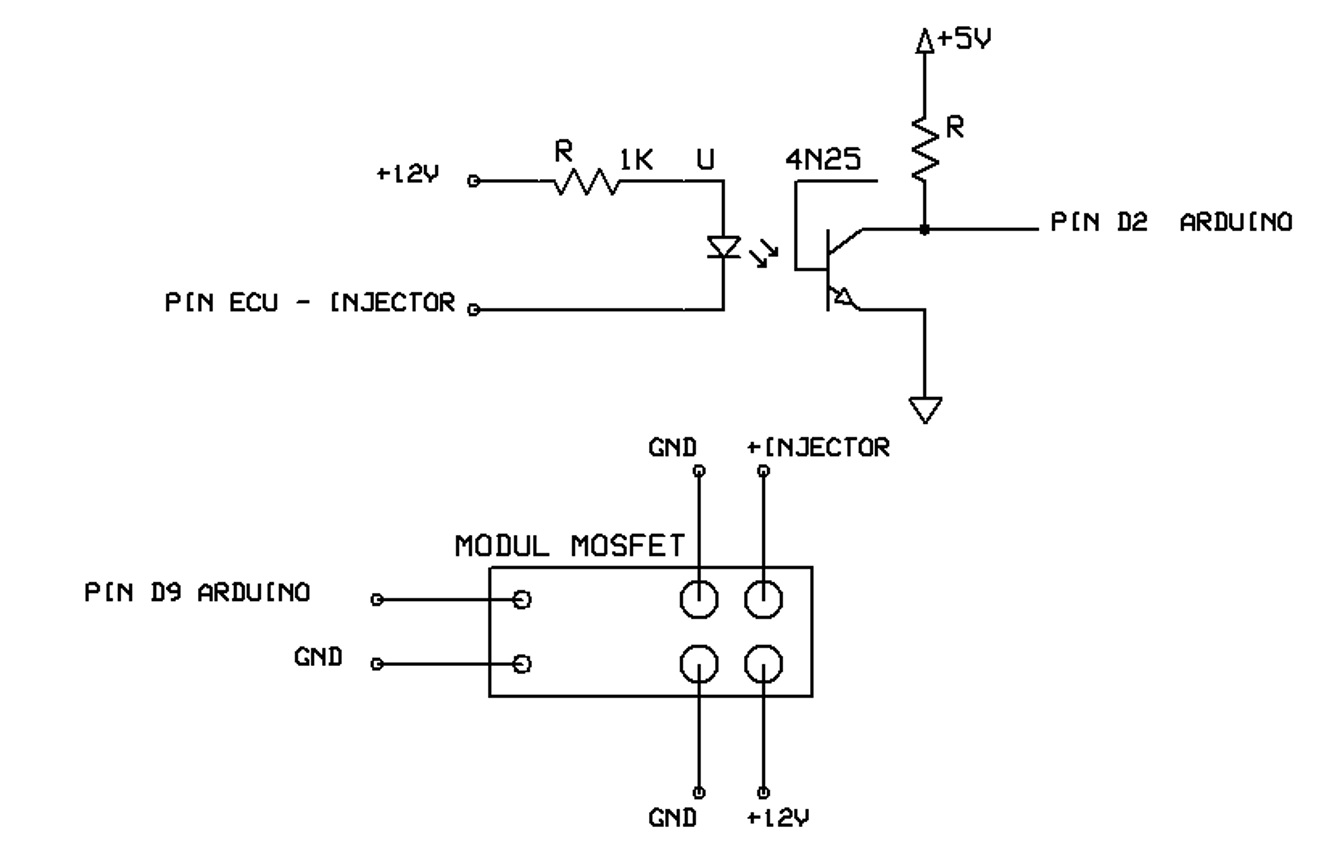 +5V
R
R 1K U 4N25
+12V
PIN D2 ARDUINO
PIN ECU - INJECTOR
GND +INJECTOR
MODUL MOSFET
PIN D9 ARDUINO
GND
GND +12V